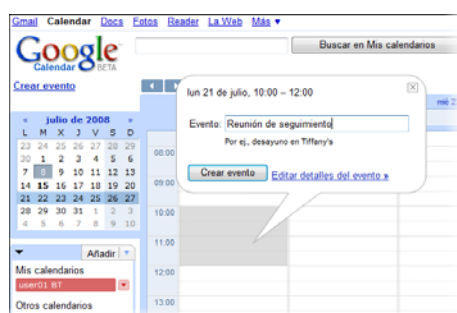 Gmail Calendar Docs Fotos Reader La Web Más ▼
Google
Calendar BETA
Buscar en Mis calendarios
Crear evento
lun 21 de julio, 10:00 – 12:00
Evento: Reunión de seguimiento
Por ej., desayuno en Tiffany's
Crear evento Editar detalles del evento »
« julio de 2008 »
L M X J V S D
23 24 25 26 27 28 29
30 1 2 3 4 5 6
7 8 9 10 11 12 13
14 15 16 17 18 19 20
21 22 23 24 25 26 27
28 29 30 31 1 2 3
4 5 6 7 8 9 10
Añadir
Mis calendarios
user01 BT
Otros calendarios
mié 2
08:00
09:00
10:00
11:00
12:00
13:00